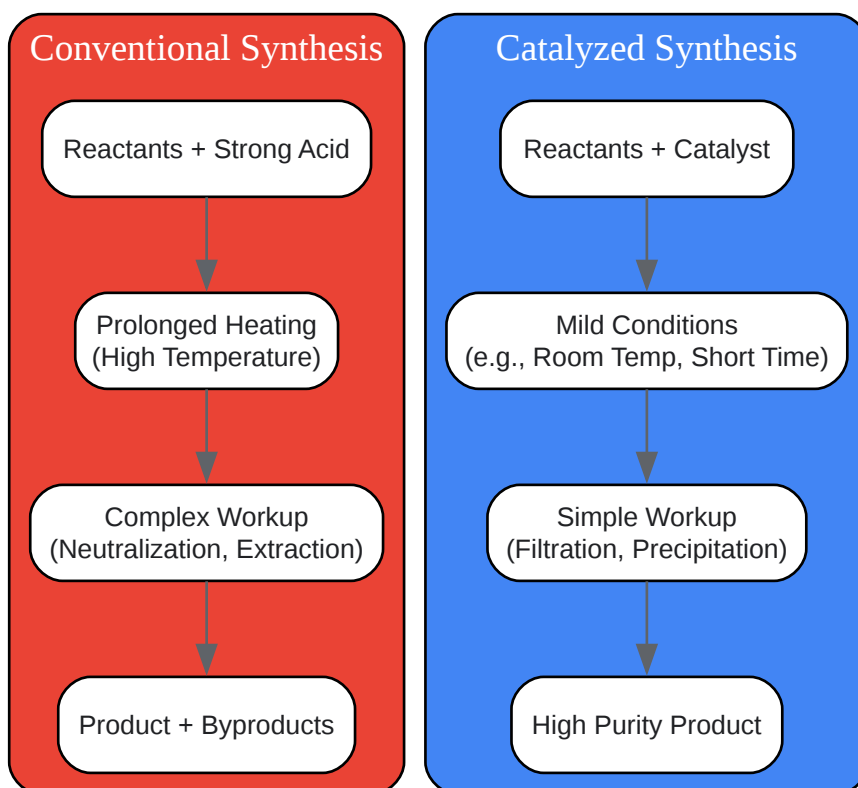 Conventional Synthesis
Reactants + Strong Acid
Prolonged Heating
(High Temperature)
Complex Workup
(Neutralization, Extraction)
Product + Byproducts
Catalyzed Synthesis
Reactants + Catalyst
Mild Conditions
(e.g., Room Temp, Short Time)
Simple Workup
(Filtration, Precipitation)
High Purity Product